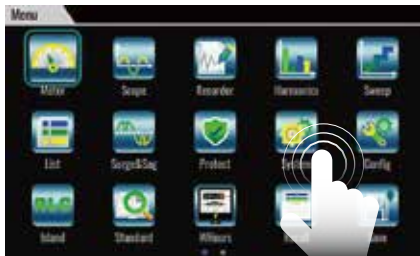 Menu
Meter Scope Recorder Harmonics Sweep
List Surge&Sag Protect Config
Island Standard